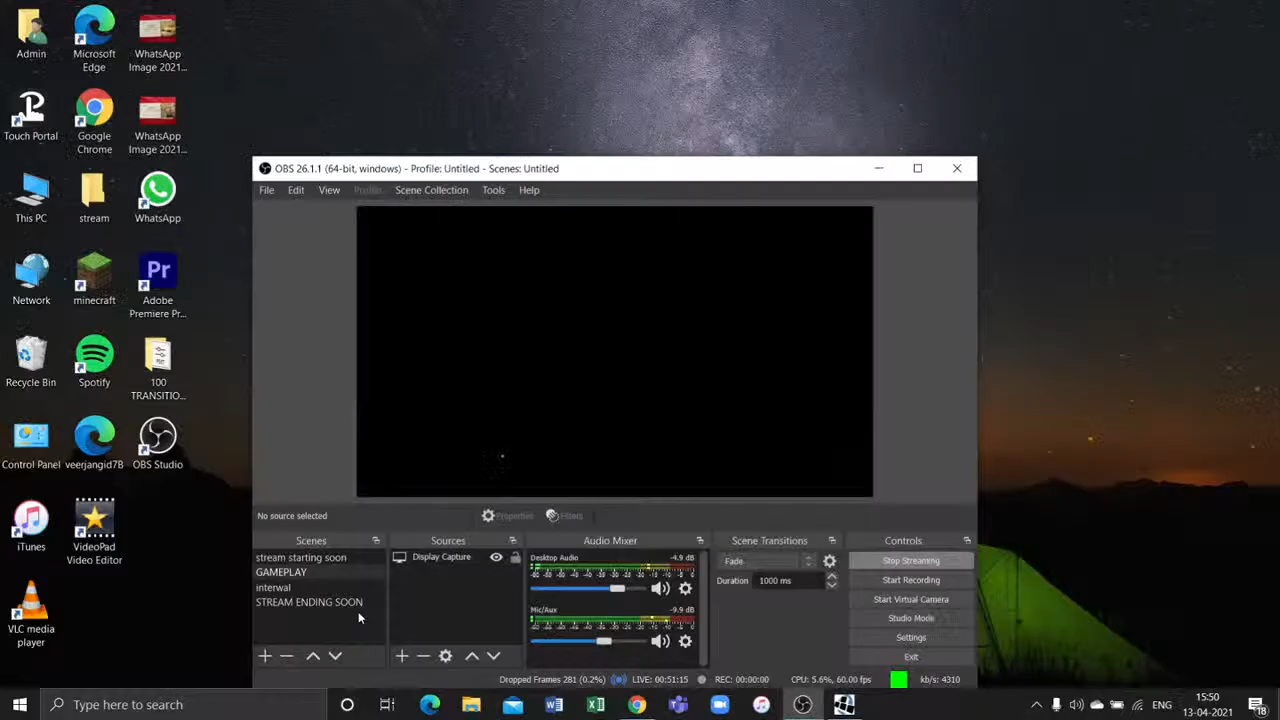 Admin
Microsoft
Edge
WhatsApp
Image 2021...
Touch Portal
Google
Chrome
WhatsApp
Image 2021...
This PC
stream
WhatsApp
Network
minecraft
Adobe
Premiere Pr...
Recycle Bin
Spotify
100
TRANSITIO...
Control Panel
veerjangid7B
OBS Studio
iTunes
VideoPad
Video Editor
VLC media
player
Pr
OBS 26.1.1 (64-bit, windows) - Profile: Untitled - Scenes: Untitled
File Edit View Profile Scene Collection Tools Help
No source selected
Properties
Filters
Scenes
stream starting soon
GAMEPLAY
interwal
STREAM ENDING SOON
Sources
Display Capture
Audio Mixer
Desktop Audio
-4.9 dB
Mic/Aux
-9.9 dB
Scene Transitions
Fade
Duration 1000 ms
Controls
Stop Streaming
Start Recording
Start Virtual Camera
Studio Mode
Settings
Exit
Dropped Frames 281 (0.2%) LIVE: 00:51:15 REC: 00:00:00 CPU: 5.6%, 60.00 fps kb/s: 4310
Type here to search
ENG
15:50
13-04-2021
18